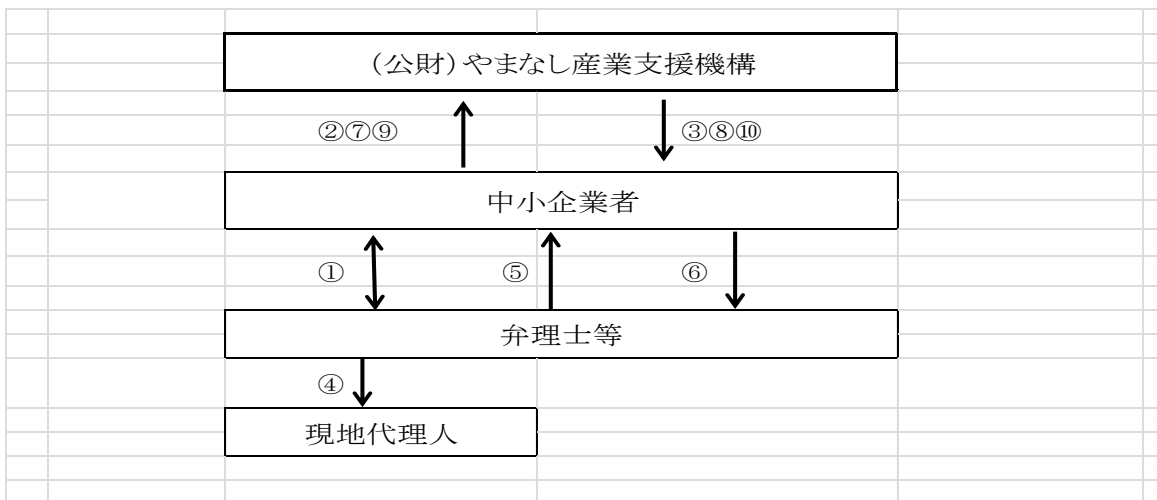 （公財）やまなし産業支援機構
②⑦⑨
③⑧⑩
中小企業者
①
⑤
⑥
弁理士等
④
現地代理人